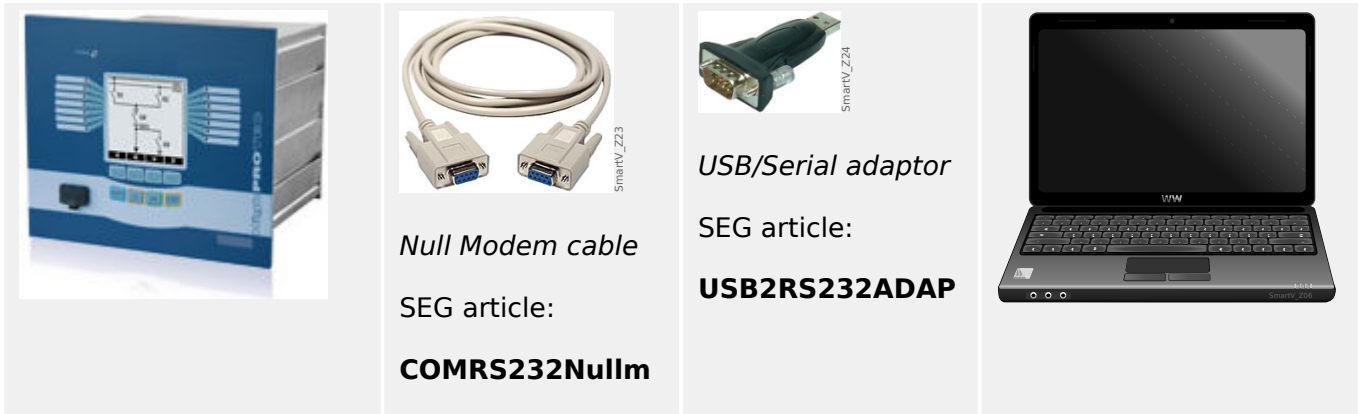 SmartV_Z23
Null Modem cable
SEG article:
COMRS232Nullm
SmartV_Z24
USB/Serial adaptor
SEG article:
USB2RS232ADAP
WW
SmartV_Z06